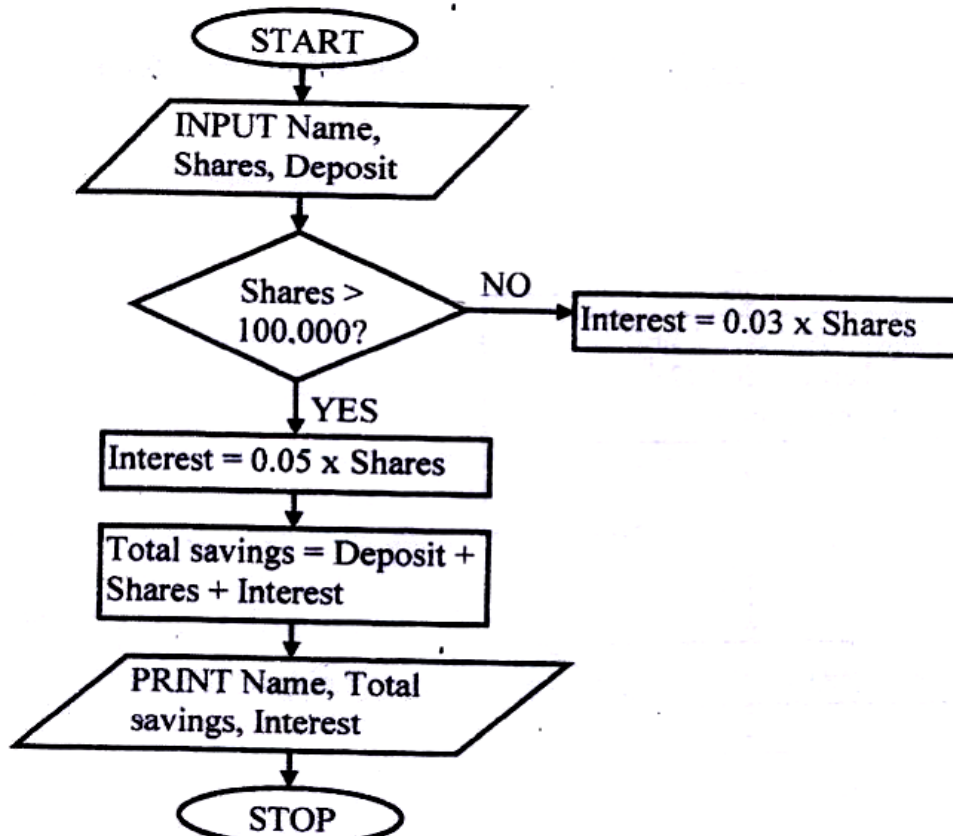 START
INPUT Name,
Shares, Deposit
Shares >
100.000?
NO
Interest = 0.03 x Shares
YES
Interest = 0.05 x Shares
Total savings = Deposit +
Shares + Interest
PRINT Name, Total
savings, Interest
STOP